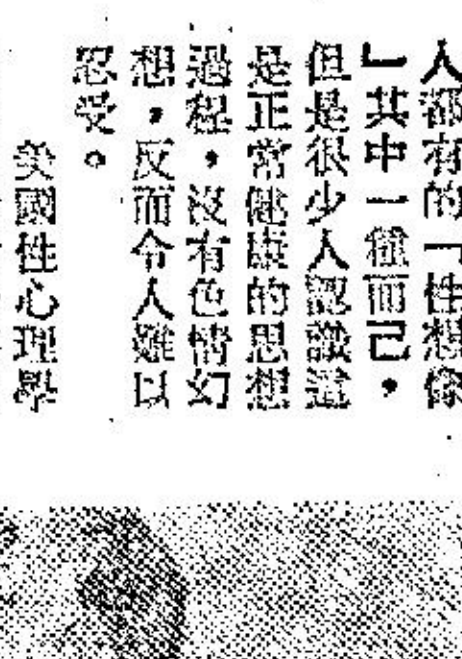 人都有的「性想像
」其中一種而己，
但是很少人認識這
是正常健康的思想
過程，沒有色情幻
想，反而令人難以
忍受。
美國性心理學